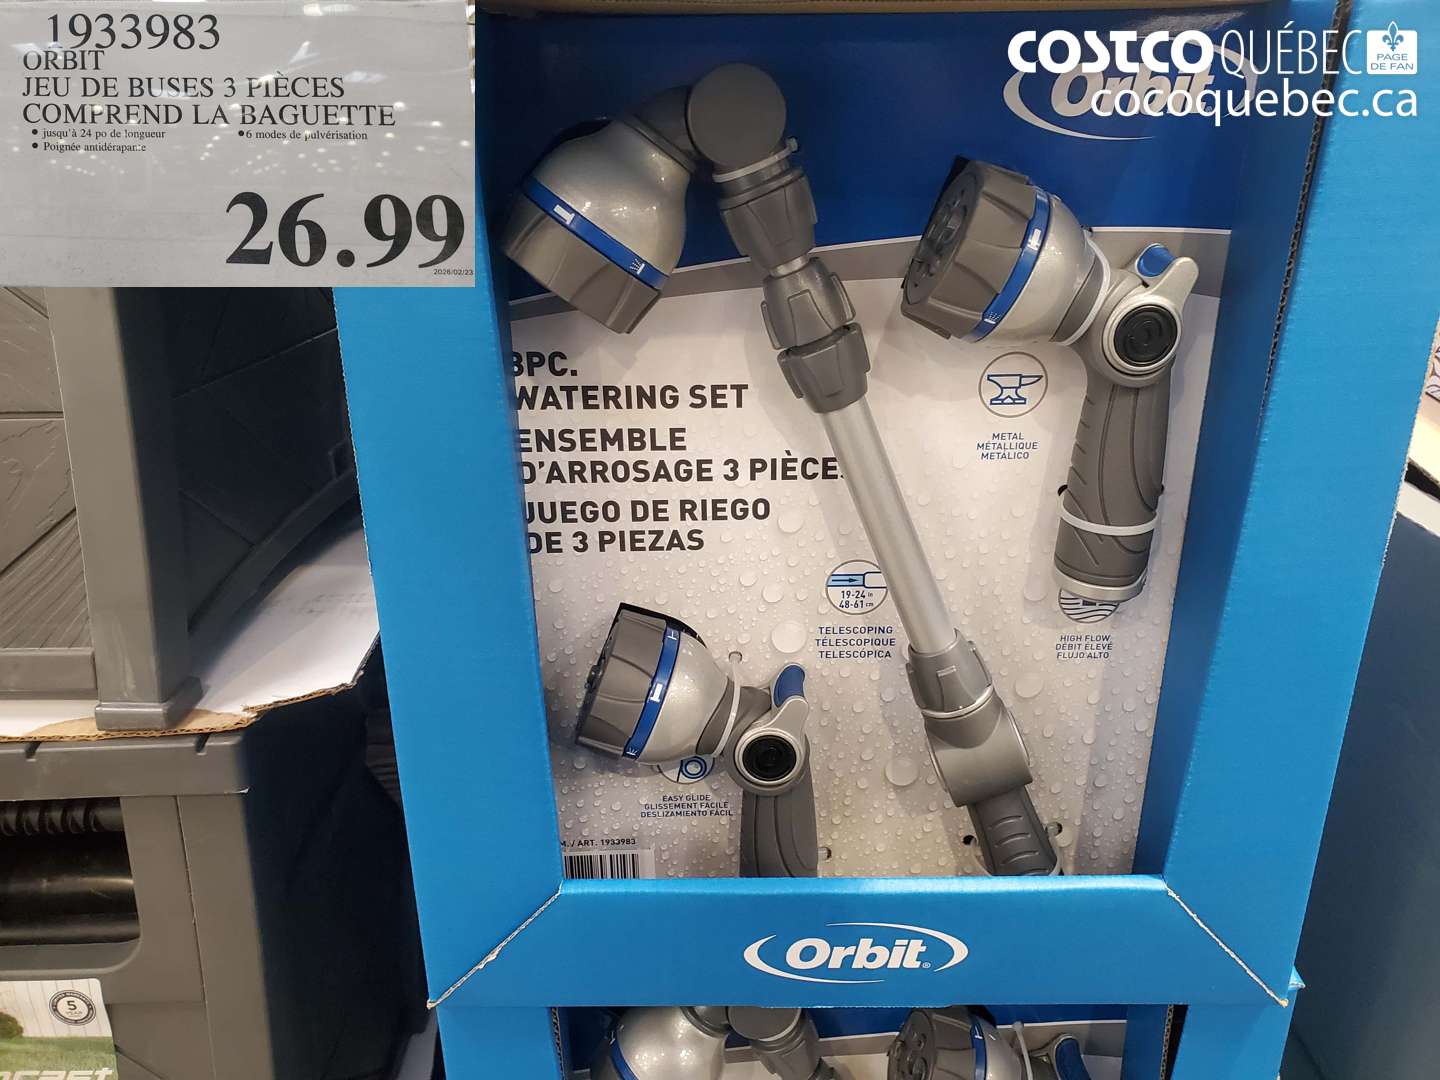 1933983
ORBIT
JEU DE BUSES 3 PIÈCES
COMPREND LA BAGUETTE
• jusqu'à 24 po de longueur
• 6 modes de pulvérisation
• Poignée antidérapante
26.99
2026/02/23
COSTCO QUÉBEC
PAGE
DE FAN
cocoquebec.ca
Orbit
3PC.
WATERING SET
ENSEMBLE
D'ARROSAGE 3 PIÈCES
JUEGO DE RIEGO
DE 3 PIEZAS
METAL
MÉTALLIQUE
METÁLICO
19-24 in
48-61 cm
TELESCOPING
TÉLESCOPIQUE
TELESCÓPICA
HIGH FLOW
DÉBIT ÉLEVÉ
FLUJO ALTO
EASY GLIDE
GLISSEMENT FACILE
DESLIZAMIENTO FÁCIL
M./ ART. 1933983
Orbit®
5
YEAR